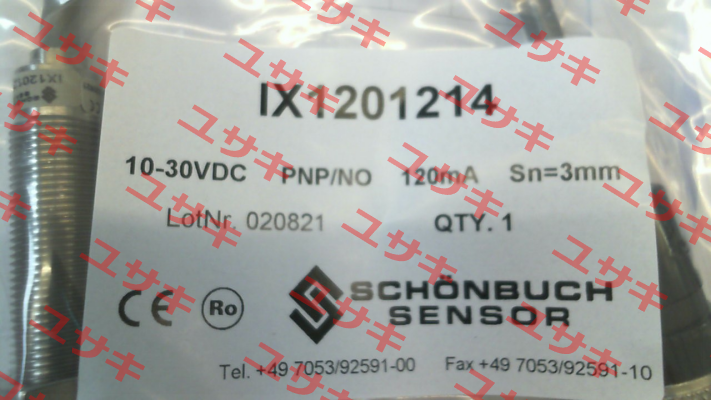 IX1201214
10-30VDC PNP/NO 120mA Sn=3mm
LotNr. 020821 QTY. 1
CE Ro SCHÖNBUCH
SENSOR
Tel. +49 7053/92591-00 Fax +49 7053/92591-10
ユサキ